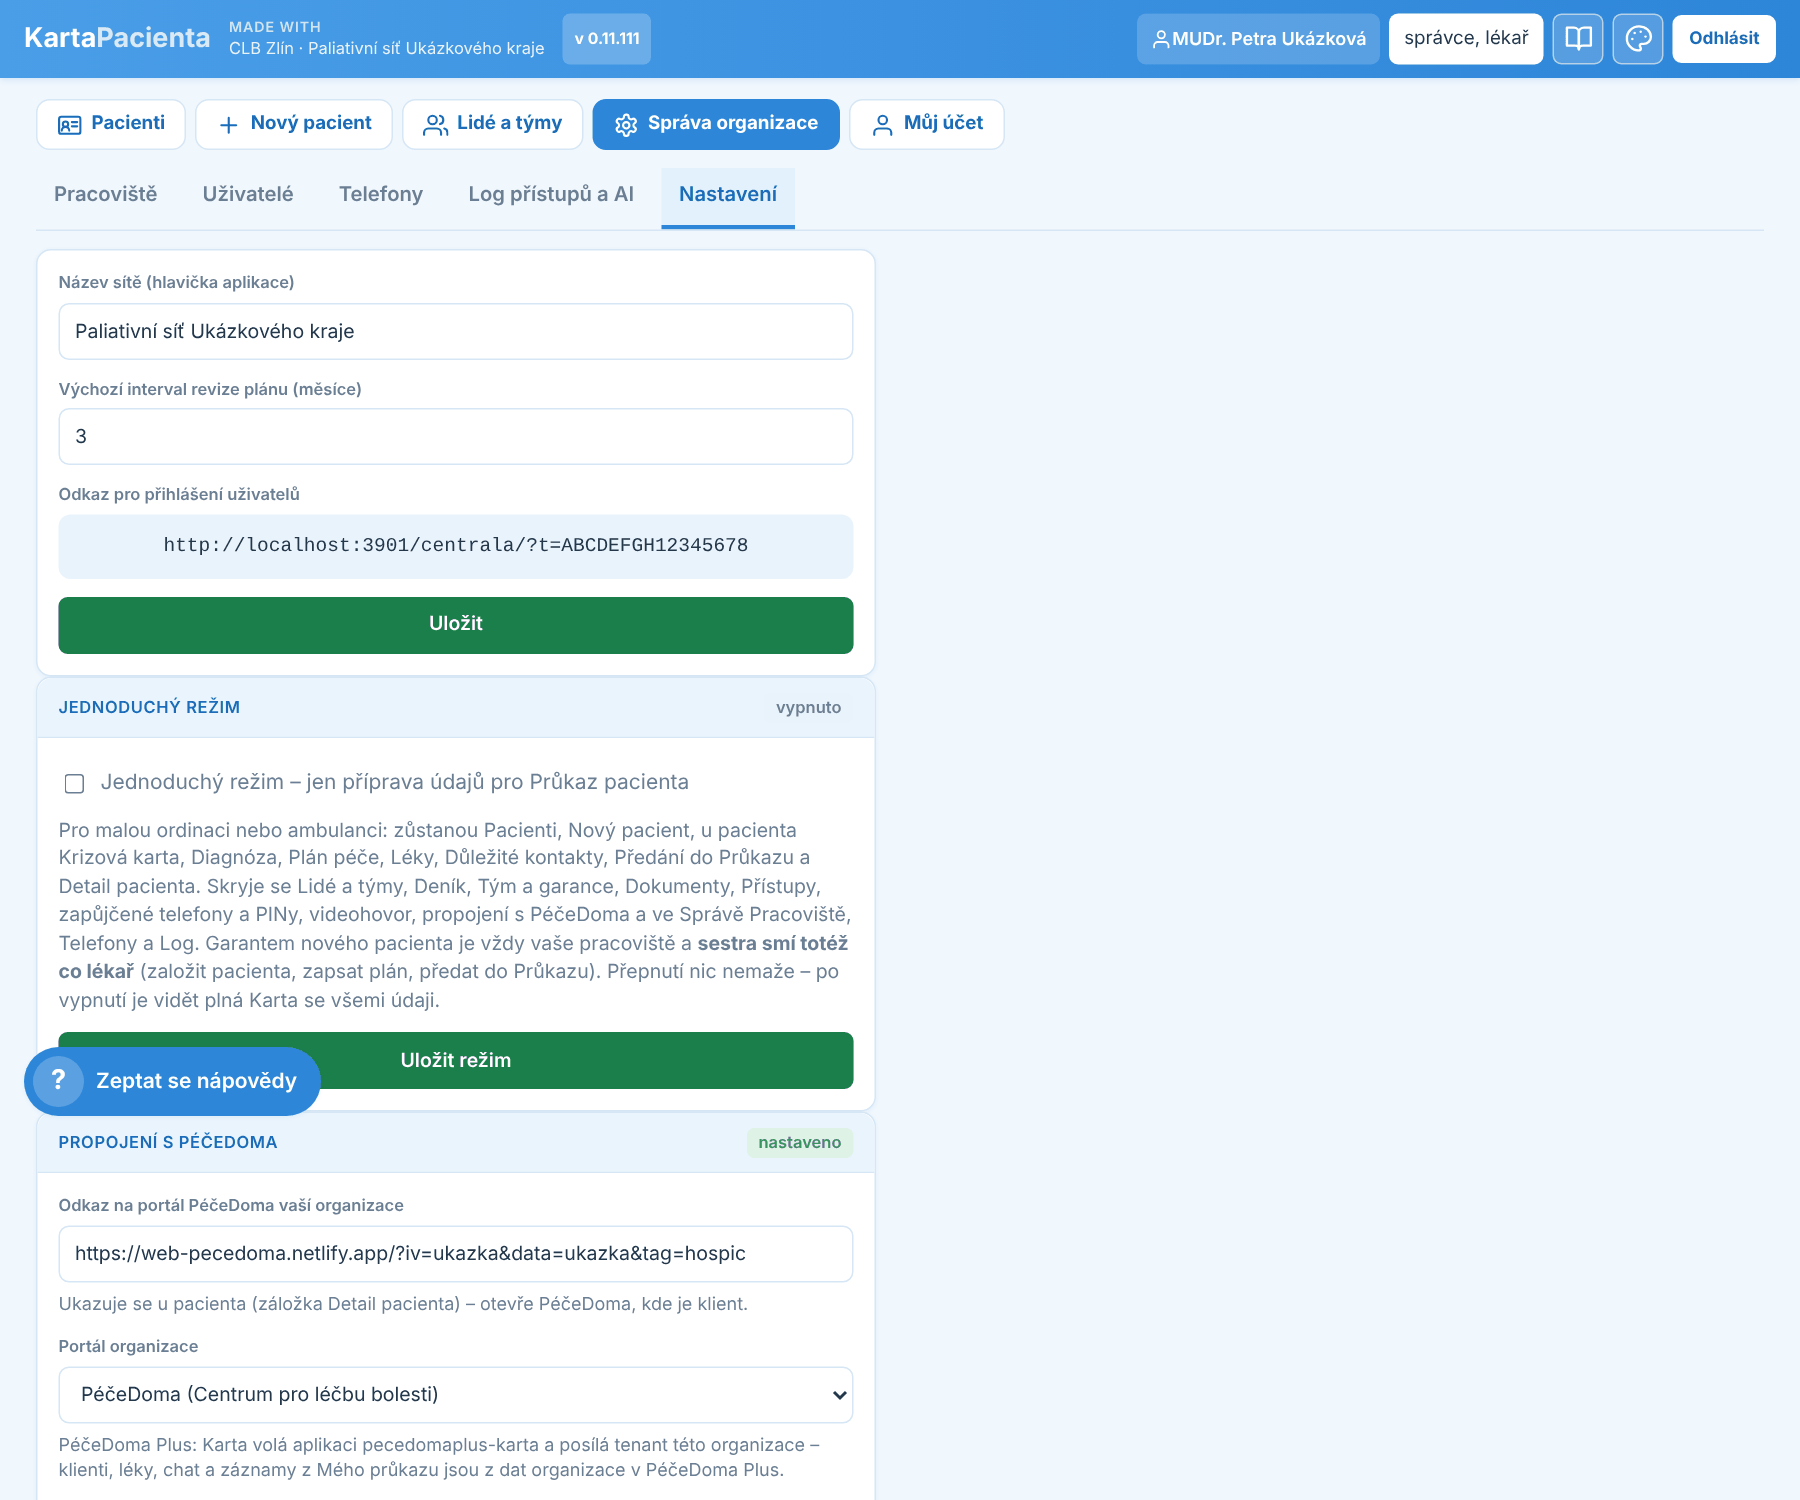 KartaPacienta
MADE WITH
CLB Zlín · Paliativní síť Ukázkového kraje
v 0.11.111
MUDr. Petra Ukázková
správce, lékař
Odhlásit
Pacienti
Nový pacient
Lidé a týmy
Správa organizace
Můj účet
Pracoviště
Uživatelé
Telefony
Log přístupů a AI
Nastavení
Název sítě (hlavička aplikace)
Paliativní síť Ukázkového kraje
Výchozí interval revize plánu (měsíce)
3
Odkaz pro přihlášení uživatelů
http://localhost:3901/centrala/?t=ABCDEFGH12345678
Uložit
JEDNODUCHÝ REŽIM
vypnuto
Jednoduchý režim – jen příprava údajů pro Průkaz pacienta
Pro malou ordinaci nebo ambulanci: zůstanou Pacienti, Nový pacient, u pacienta
Krizová karta, Diagnóza, Plán péče, Léky, Důležité kontakty, Předání do Průkazu a
Detail pacienta. Skryje se Lidé a týmy, Deník, Tým a garance, Dokumenty, Přístupy,
zapůjčené telefony a PINy, videohovor, propojení s PéčeDoma a ve Správě Pracoviště,
Telefony a Log. Garantem nového pacienta je vždy vaše pracoviště a sestra smí totéž
co lékař (založit pacienta, zapsat plán, předat do Průkazu). Přepnutí nic nemaže – po
vypnutí je vidět plná Karta se všemi údaji.
Uložit režim
? Zeptat se nápovědy
PROPOJENÍ S PÉČEDOMA
nastaveno
Odkaz na portál PéčeDoma vaší organizace
https://web-pecedoma.netlify.app/?iv=ukazka&data=ukazka&tag=hospic
Ukazuje se u pacienta (záložka Detail pacienta) – otevře PéčeDoma, kde je klient.
Portál organizace
PéčeDoma (Centrum pro léčbu bolesti)
PéčeDoma Plus: Karta volá aplikaci pecedomaplus-karta a posílá tenant této organizace –
klienti, léky, chat a záznamy z Mého průkazu jsou z dat organizace v PéčeDoma Plus.